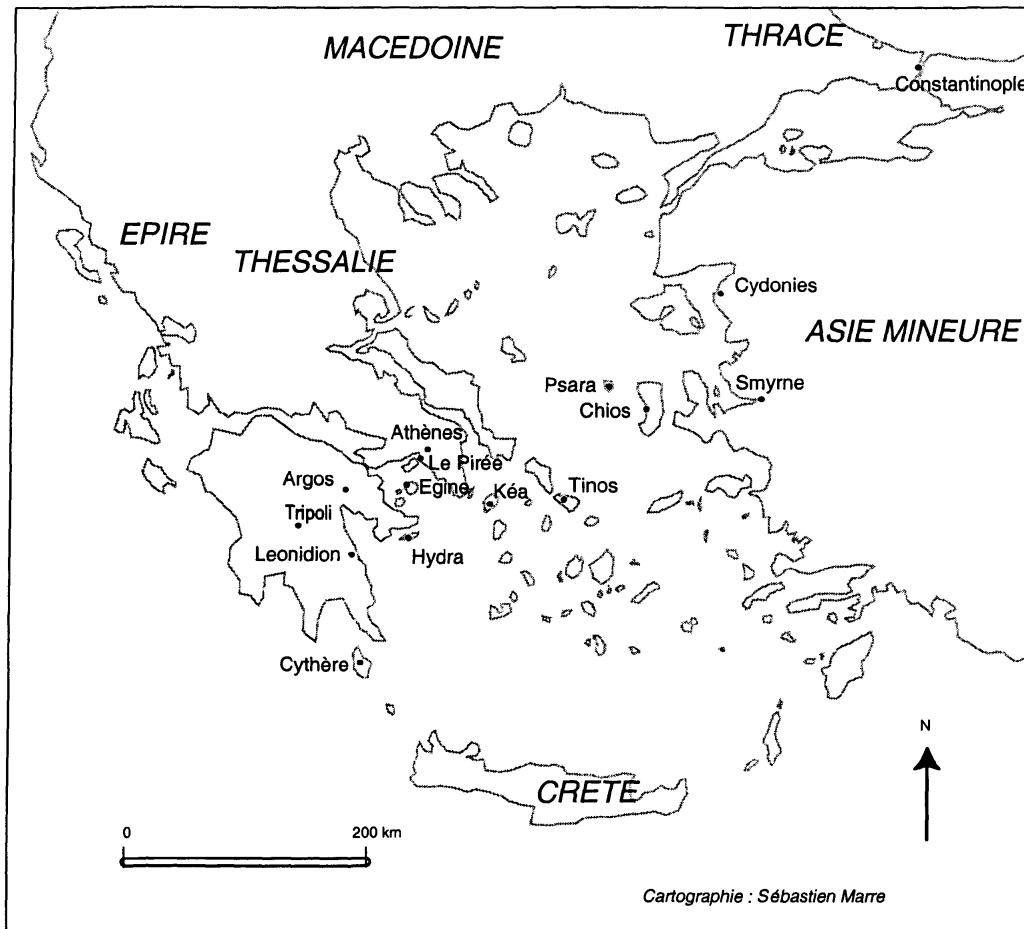 MACEDOINE
THRACE
Constantinople
EPIRE
THESSALIE
Cydonies
ASIE MINEURE
Psara
Smyrne
Chios
Athènes
Le Pirée
Argos
Egine
Kéa
Tinos
Tripoli
Leonidion
Hydra
Cythère
N
CRETE
0
200 km
Cartographie : Sébastien Marre